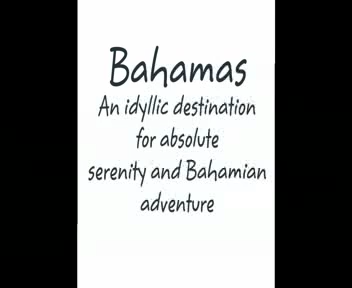 Bahamas
An idyllic destination
for absolute
serenity and Bahamian
adventure